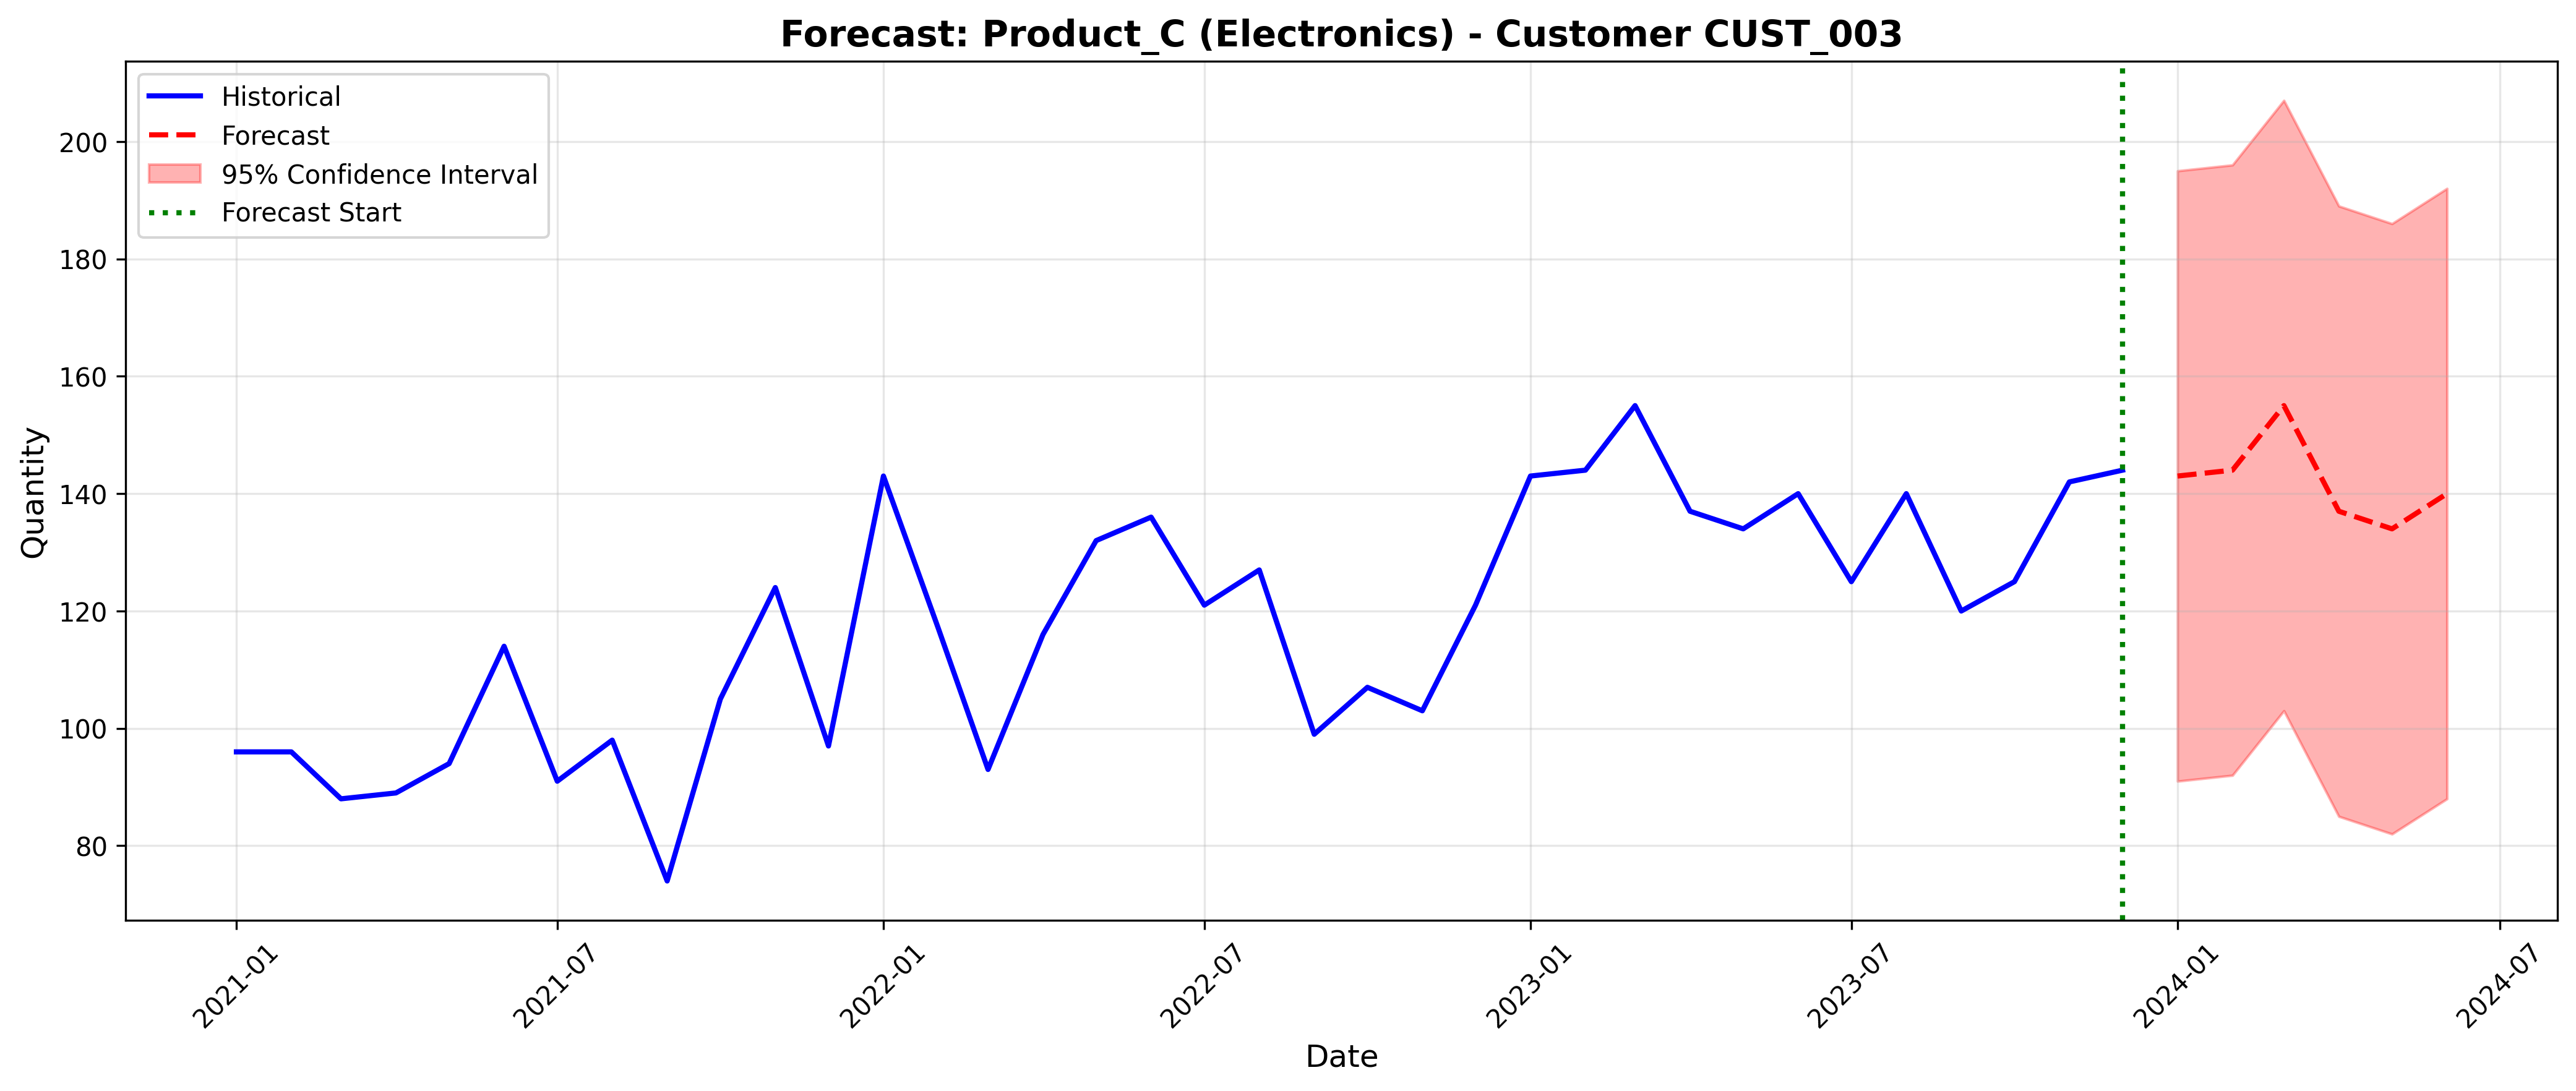 Forecast: Product_C (Electronics) - Customer CUST_003
Historical
Forecast
95% Confidence Interval
Forecast Start
Quantity
200
180
160
140
120
100
80
2021-01
2021-07
2022-01
2022-07
2023-01
2023-07
2024-01
2024-07
Date